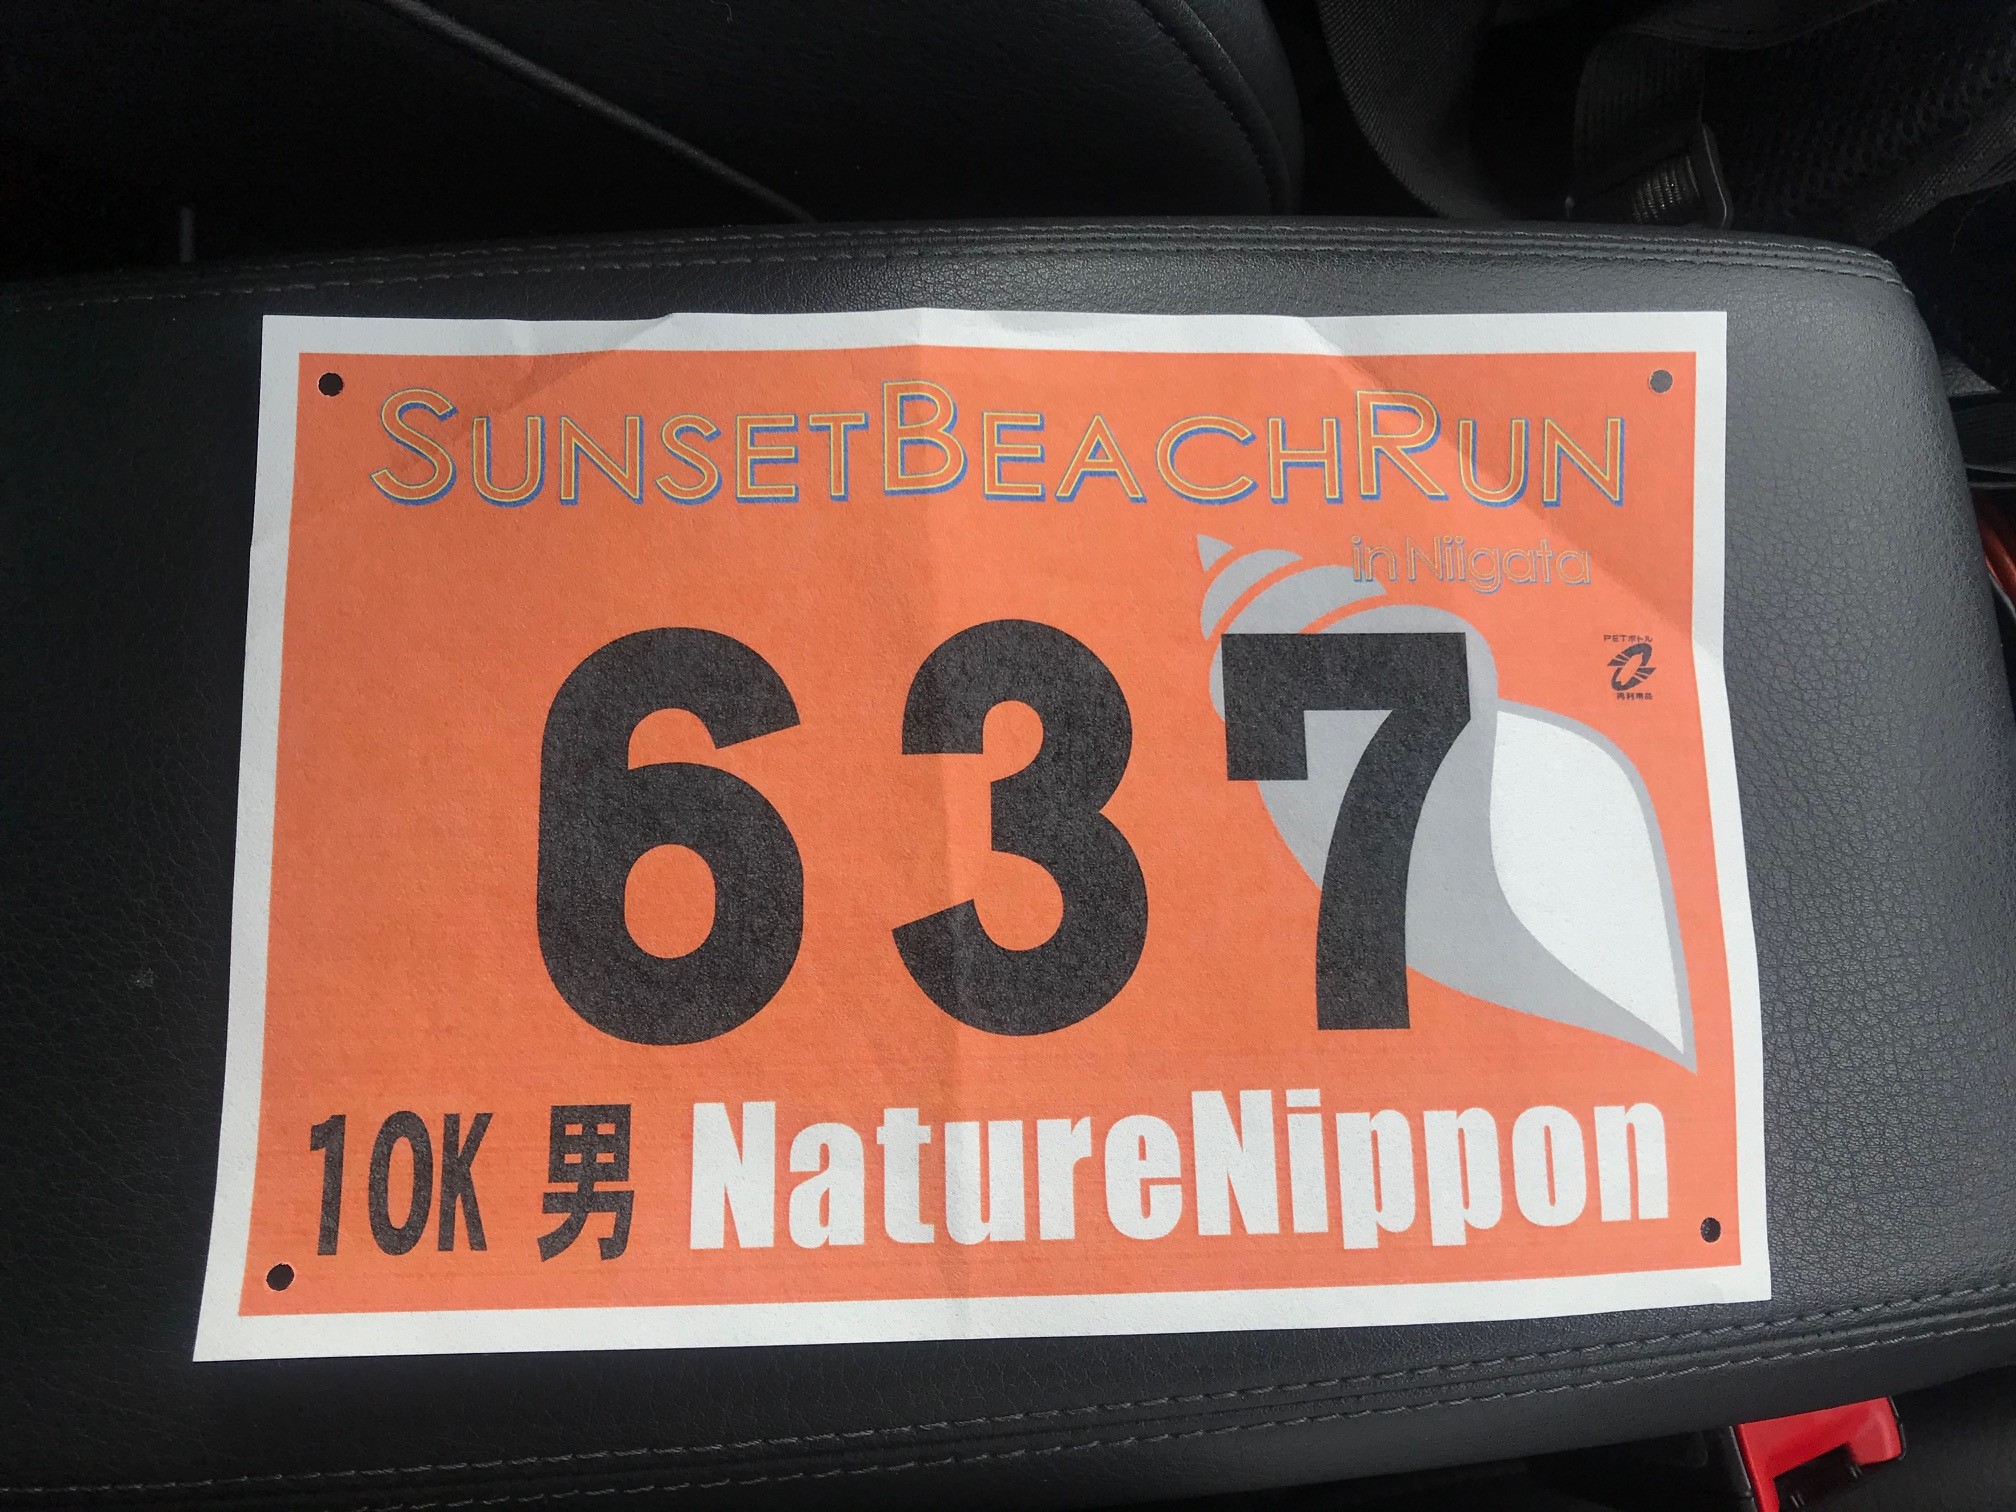 SUNSETBEACHRUN
in Niigata
637
PETボトル
再利用品
10K 男 NatureNippon